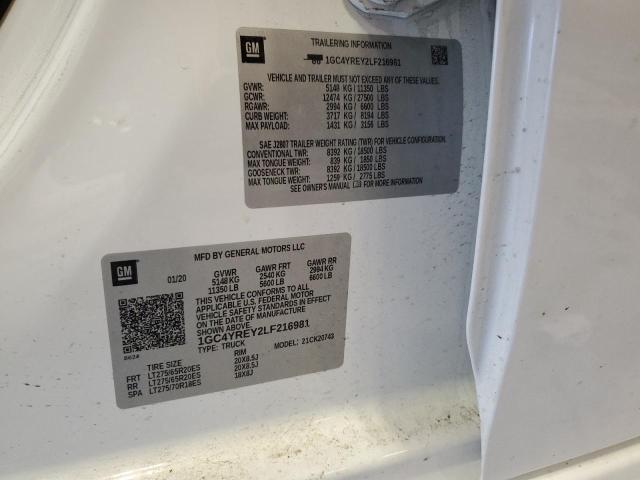 GM
TRAILERING INFORMATION
1GC4YREY2LF216981
VEHICLE AND TRAILER MUST NOT EXCEED ANY OF THESE VALUES.
GVWR: 5148 KG/11350 LBS
GCWR: 12474 KG/ 27500 LBS
RGAWR: 2994 KG/ 6600 LBS
CURB WEIGHT: 3717 KG/ 8194 LBS
MAX PAYLOAD: 1431 KG/ 3156 LBS
SAE J2807 TRAILER WEIGHT RATING (TWR) FOR VEHICLE CONFIGURATION.
CONVENTIONAL TWR: 8392 KG/18500 LBS
MAX TONGUE WEIGHT: 839 KG/ 1850 LBS
GOOSENECK TWR: 8392 KG/18500 LBS
MAX TONGUE WEIGHT: 1259 KG/ 2775 LBS
SEE OWNER'S MANUAL FOR MORE INFORMATION
GM
MFD BY GENERAL MOTORS LLC
01/20 GVWR GAWR FRT GAWR RR
5148 KG 2540 KG 2994 KG
11350 LB 5600 LB 6600 LB
THIS VEHICLE CONFORMS TO ALL
APPLICABLE U.S. FEDERAL MOTOR
VEHICLE SAFETY STANDARDS IN EFFECT
ON THE DATE OF MANUFACTURE
SHOWN ABOVE.
1GC4YREY2LF216981
TYPE: TRUCK MODEL: 21CK20743
TIRE SIZE RIM
FRT LT275/65R20ES 20X8.5J
RR LT275/65R20ES 20X8.5J
SPA LT275/70R18ES 18X8J